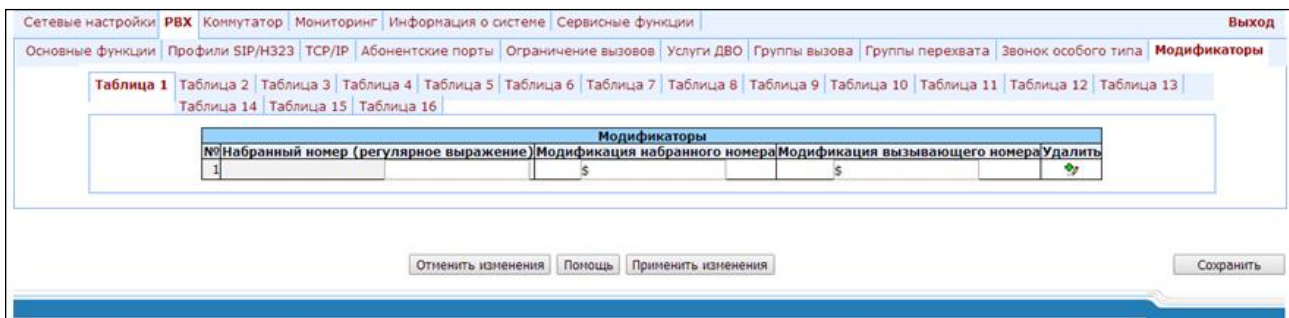 Сетевые настройки PBX Коммутатор Мониторинг Информация о системе Сервисные функции Выход
Основные функции Профили SIP/H323 TCP/IP Абонентские порты Ограничение вызовов Услуги ДВО Группы вызова Группы перехвата Звонок особого типа Модификаторы
Таблица 1 Таблица 2 Таблица 3 Таблица 4 Таблица 5 Таблица 6 Таблица 7 Таблица 8 Таблица 9 Таблица 10 Таблица 11 Таблица 12 Таблица 13
Таблица 14 Таблица 15 Таблица 16
Модификаторы
№ Набранный номер (регулярное выражение) Модификация набранного номера Модификация вызывающего номера Удалить
1 $ $
Отменить изменения Помощь Применить изменения Сохранить